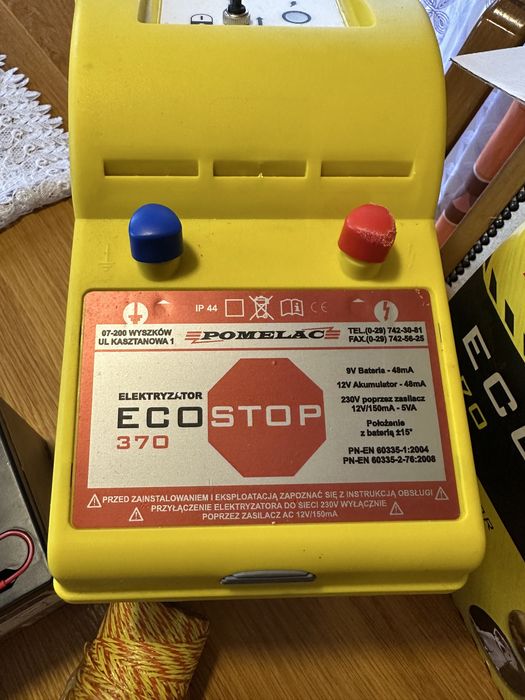 IP 44
CE
07-200 WYSZKÓW
UL KASZTANOWA 1
POMELAC
TEL.(0-29) 742-30-81
FAX.(0-29) 742-56-25
9V Bateria - 48mA
12V Akumulator - 48mA
230V poprzez zasilacz
12V/150mA - 5VA
Położenie
z baterią ±15°
PN-EN 60335-1:2004
PN-EN 60335-2-76:2008
ELEKTRYZATOR
ECOSTOP
370
PRZED ZAINSTALOWANIEM I EKSPLOATACJĄ ZAPOZNAĆ SIĘ Z INSTRUKCJĄ OBSŁUGI
PRZYŁĄCZENIE ELEKTRYZATORA DO SIECI 230V WYŁĄCZNIE
POPRZEZ ZASILACZ AC 12V/150mA
ECO
370